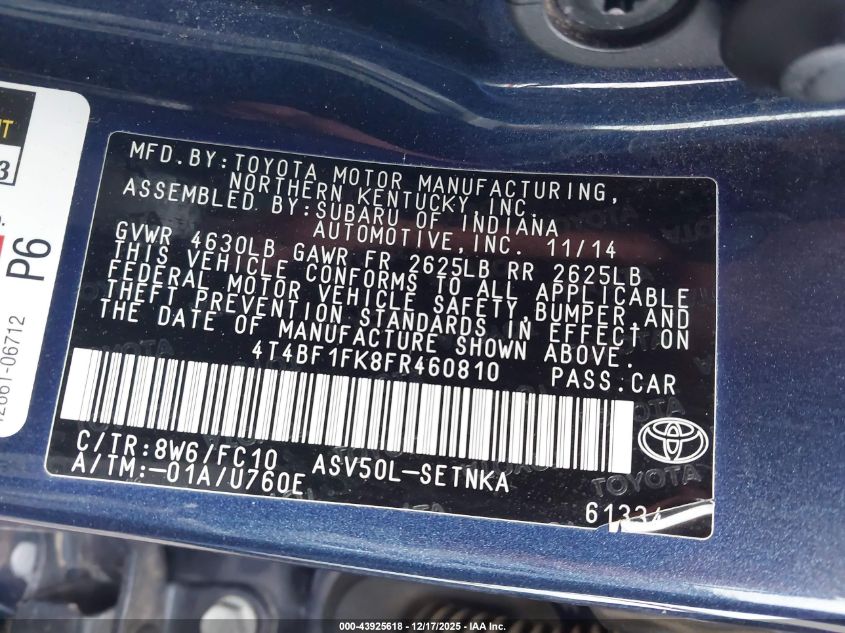 MFD.BY:TOYOTA MOTOR MANUFACTURING,
NORTHERN KENTUCKY, INC.
ASSEMBLED BY:SUBARU OF INDIANA
AUTOMOTIVE,INC. 11/14
GVWR 4630LB GAWR FR 2625LB RR 2625LB
THIS VEHICLE CONFORMS TO ALL APPLICABLE
FEDERAL MOTOR VEHICLE SAFETY,BUMPER,AND
THEFT PREVENTION STANDARDS IN EFFECT ON
THE DATE OF MANUFACTURE SHOWN ABOVE.
4T4BF1FK8FR460810 PASS.CAR
C/TR:8W6/FC10 ASV50L-SETNKA
A/TM:-01A/U760E
TOYOTA
P6
000-43925618 - 12/17/2025 - IAA Inc.